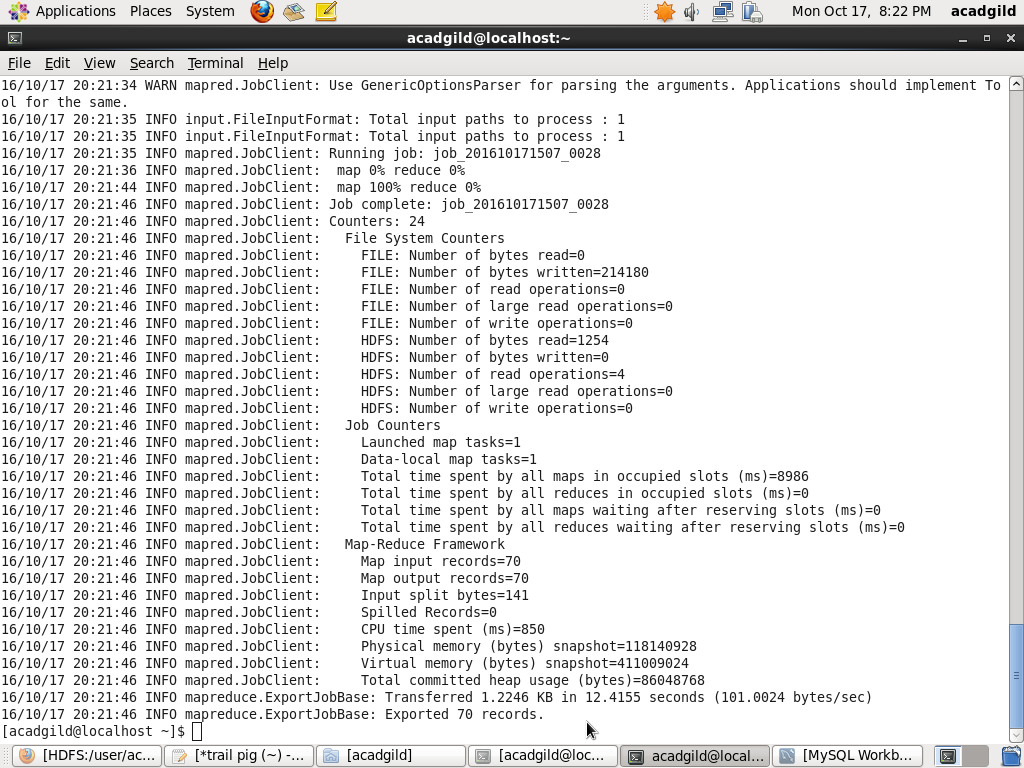 Applications Places System Mon Oct 17, 8:22 PM acadgild
acadgild@localhost:~
File Edit View Search Terminal Help
16/10/17 20:21:34 WARN mapred.JobClient: Use GenericOptionsParser for parsing the arguments. Applications should implement To
ol for the same.
16/10/17 20:21:35 INFO input.FileInputFormat: Total input paths to process : 1
16/10/17 20:21:35 INFO input.FileInputFormat: Total input paths to process : 1
16/10/17 20:21:35 INFO mapred.JobClient: Running job: job_201610171507_0028
16/10/17 20:21:36 INFO mapred.JobClient:  map 0% reduce 0%
16/10/17 20:21:44 INFO mapred.JobClient:  map 100% reduce 0%
16/10/17 20:21:46 INFO mapred.JobClient: Job complete: job_201610171507_0028
16/10/17 20:21:46 INFO mapred.JobClient: Counters: 24
16/10/17 20:21:46 INFO mapred.JobClient:   File System Counters
16/10/17 20:21:46 INFO mapred.JobClient:     FILE: Number of bytes read=0
16/10/17 20:21:46 INFO mapred.JobClient:     FILE: Number of bytes written=214180
16/10/17 20:21:46 INFO mapred.JobClient:     FILE: Number of read operations=0
16/10/17 20:21:46 INFO mapred.JobClient:     FILE: Number of large read operations=0
16/10/17 20:21:46 INFO mapred.JobClient:     FILE: Number of write operations=0
16/10/17 20:21:46 INFO mapred.JobClient:     HDFS: Number of bytes read=1254
16/10/17 20:21:46 INFO mapred.JobClient:     HDFS: Number of bytes written=0
16/10/17 20:21:46 INFO mapred.JobClient:     HDFS: Number of read operations=4
16/10/17 20:21:46 INFO mapred.JobClient:     HDFS: Number of large read operations=0
16/10/17 20:21:46 INFO mapred.JobClient:     HDFS: Number of write operations=0
16/10/17 20:21:46 INFO mapred.JobClient:   Job Counters
16/10/17 20:21:46 INFO mapred.JobClient:     Launched map tasks=1
16/10/17 20:21:46 INFO mapred.JobClient:     Data-local map tasks=1
16/10/17 20:21:46 INFO mapred.JobClient:     Total time spent by all maps in occupied slots (ms)=8986
16/10/17 20:21:46 INFO mapred.JobClient:     Total time spent by all reduces in occupied slots (ms)=0
16/10/17 20:21:46 INFO mapred.JobClient:     Total time spent by all maps waiting after reserving slots (ms)=0
16/10/17 20:21:46 INFO mapred.JobClient:     Total time spent by all reduces waiting after reserving slots (ms)=0
16/10/17 20:21:46 INFO mapred.JobClient:   Map-Reduce Framework
16/10/17 20:21:46 INFO mapred.JobClient:     Map input records=70
16/10/17 20:21:46 INFO mapred.JobClient:     Map output records=70
16/10/17 20:21:46 INFO mapred.JobClient:     Input split bytes=141
16/10/17 20:21:46 INFO mapred.JobClient:     Spilled Records=0
16/10/17 20:21:46 INFO mapred.JobClient:     CPU time spent (ms)=850
16/10/17 20:21:46 INFO mapred.JobClient:     Physical memory (bytes) snapshot=118140928
16/10/17 20:21:46 INFO mapred.JobClient:     Virtual memory (bytes) snapshot=411009024
16/10/17 20:21:46 INFO mapred.JobClient:     Total committed heap usage (bytes)=86048768
16/10/17 20:21:46 INFO mapreduce.ExportJobBase: Transferred 1.2246 KB in 12.4155 seconds (101.0024 bytes/sec)
16/10/17 20:21:46 INFO mapreduce.ExportJobBase: Exported 70 records.
[acadgild@localhost ~]$
[HDFS:/user/ac... [*trail pig (~) -... [acadgild] [acadgild@loc... acadgild@local... [MySQL Workb...